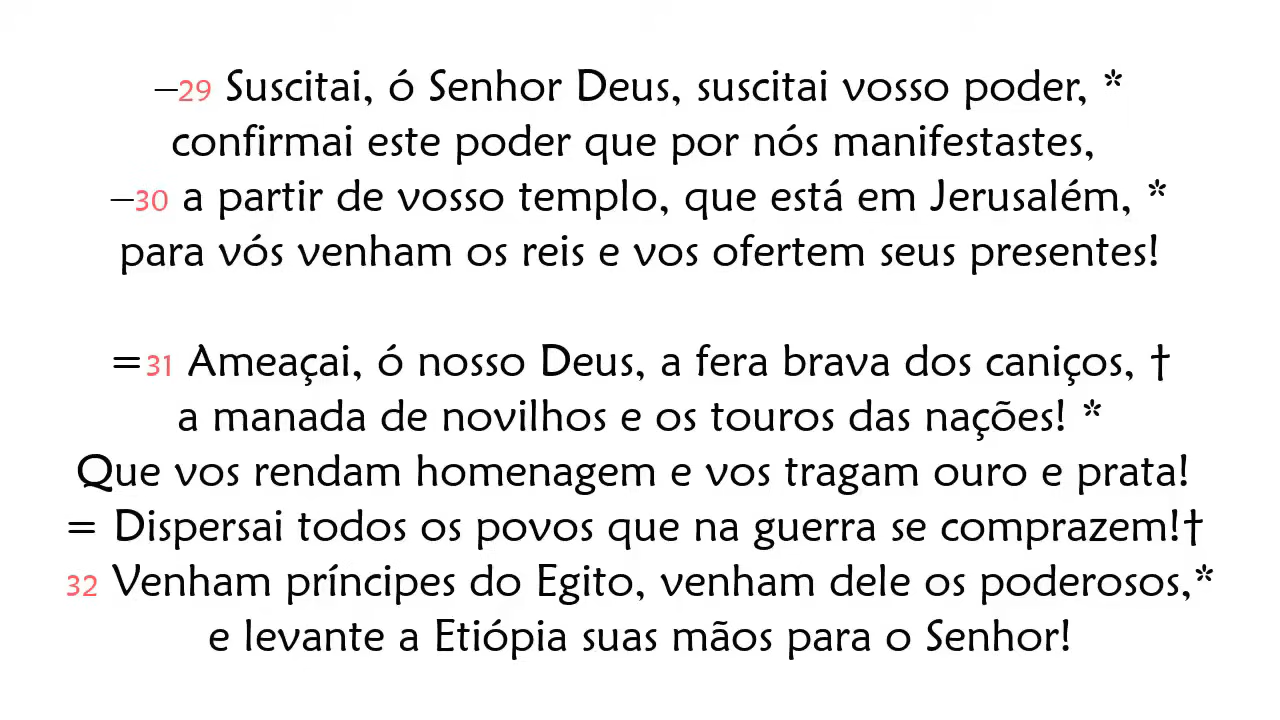 –29 Suscitai, ó Senhor Deus, suscitai vosso poder, *
confirmai este poder que por nós manifestastes,
–30 a partir de vosso templo, que está em Jerusalém, *
para vós venham os reis e vos ofertem seus presentes!
=31 Ameaçai, ó nosso Deus, a fera brava dos caniços, †
a manada de novilhos e os touros das nações! *
Que vos rendam homenagem e vos tragam ouro e prata!
= Dispersai todos os povos que na guerra se comprazem!†
32 Venham príncipes do Egito, venham dele os poderosos,*
e levante a Etiópia suas mãos para o Senhor!